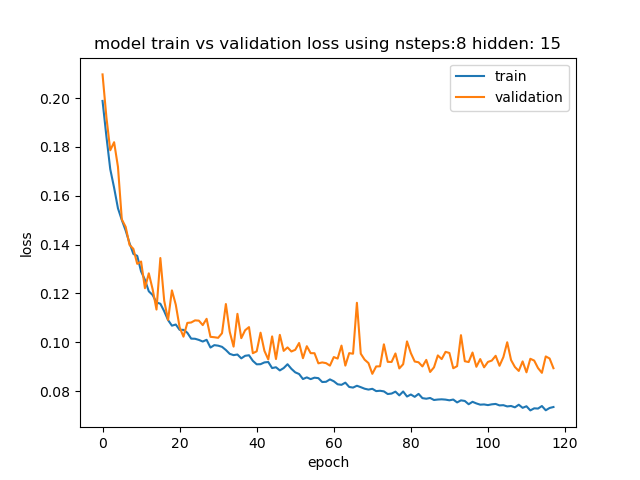 model train vs validation loss using nsteps:8 hidden: 15
train
validation
loss
0.20
0.18
0.16
0.14
0.12
0.10
0.08
0
20
40
60
80
100
120
epoch